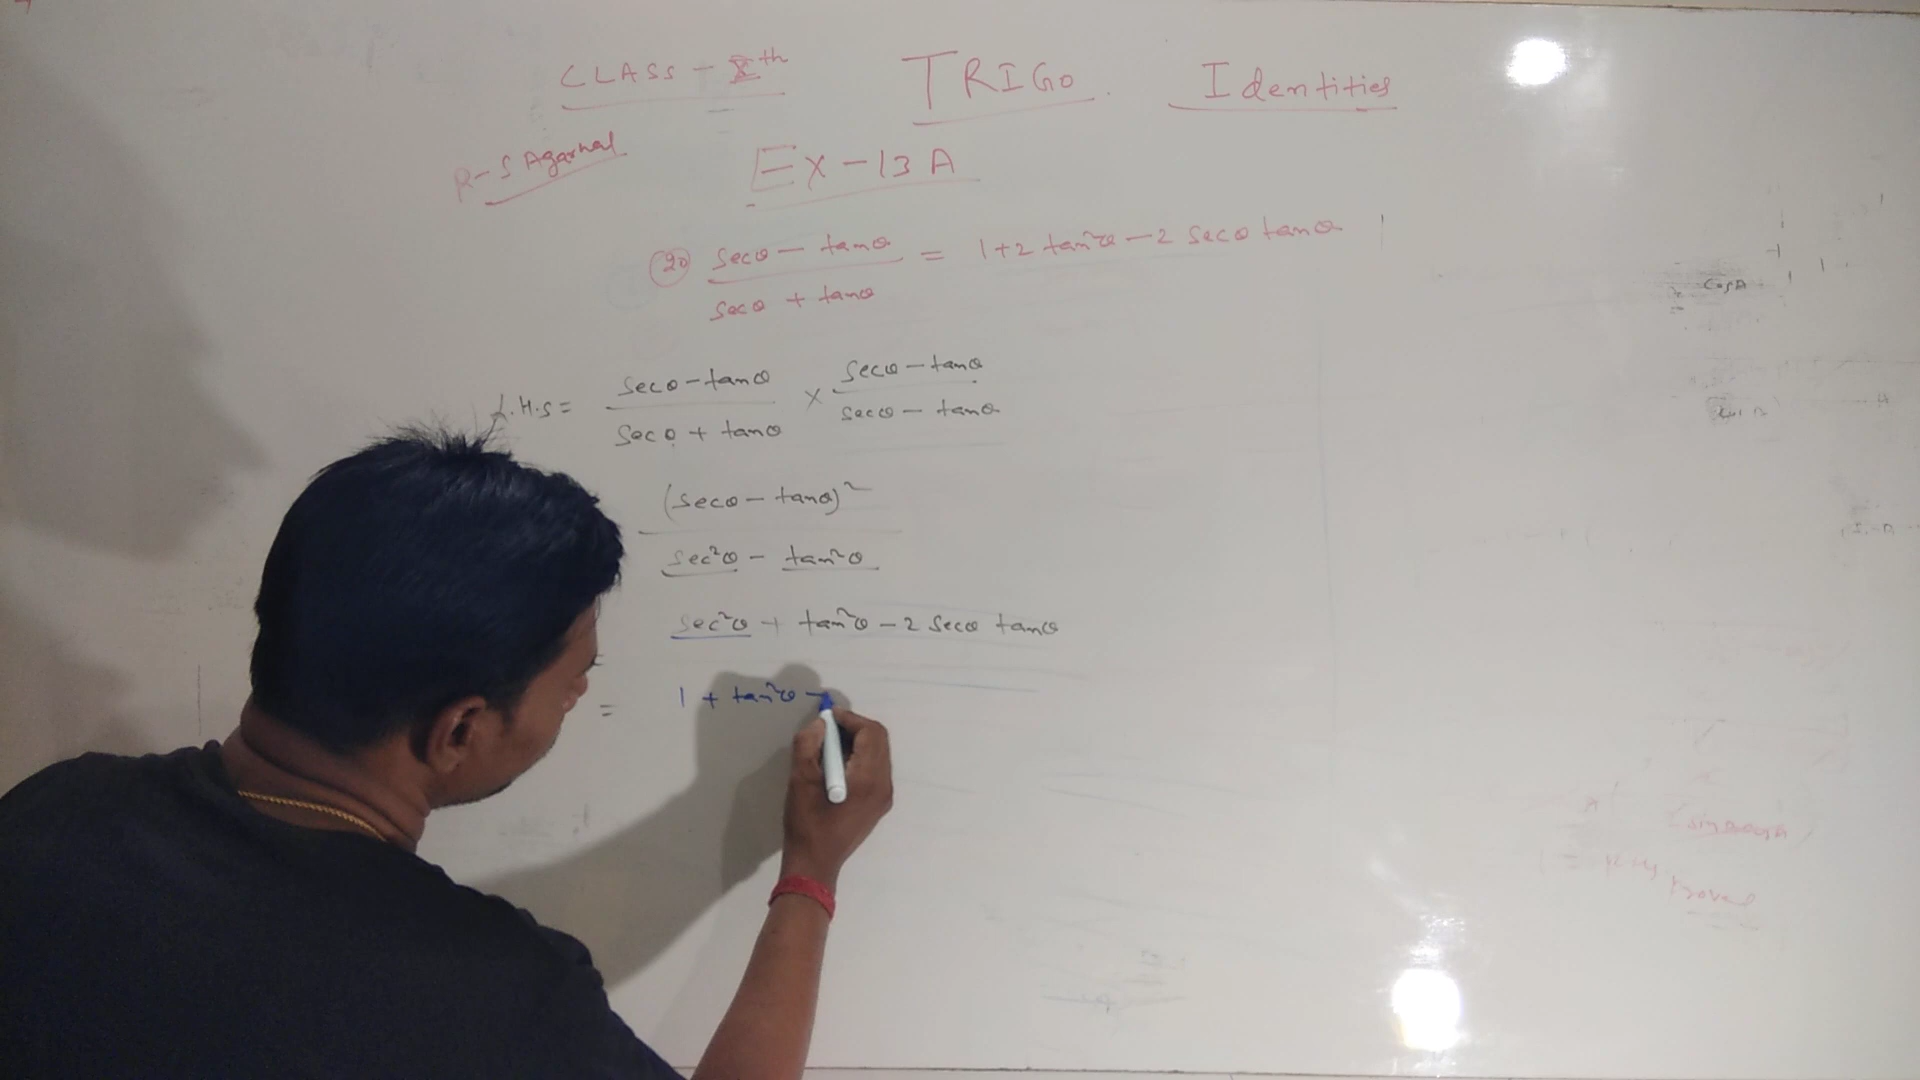 CLASS - Xth TRIGO Identities
R-S Agarwal
EX-13A
(20) secθ - tanθ / secθ + tanθ = 1+2 tan²θ - 2 secθ tanθ
L.H.S = secθ - tanθ / secθ + tanθ × secθ - tanθ / secθ - tanθ
(secθ - tanθ)² / sec²θ - tan²θ
= sec²θ + tan²θ - 2 secθ tanθ
= 1 + tan²θ
CosA